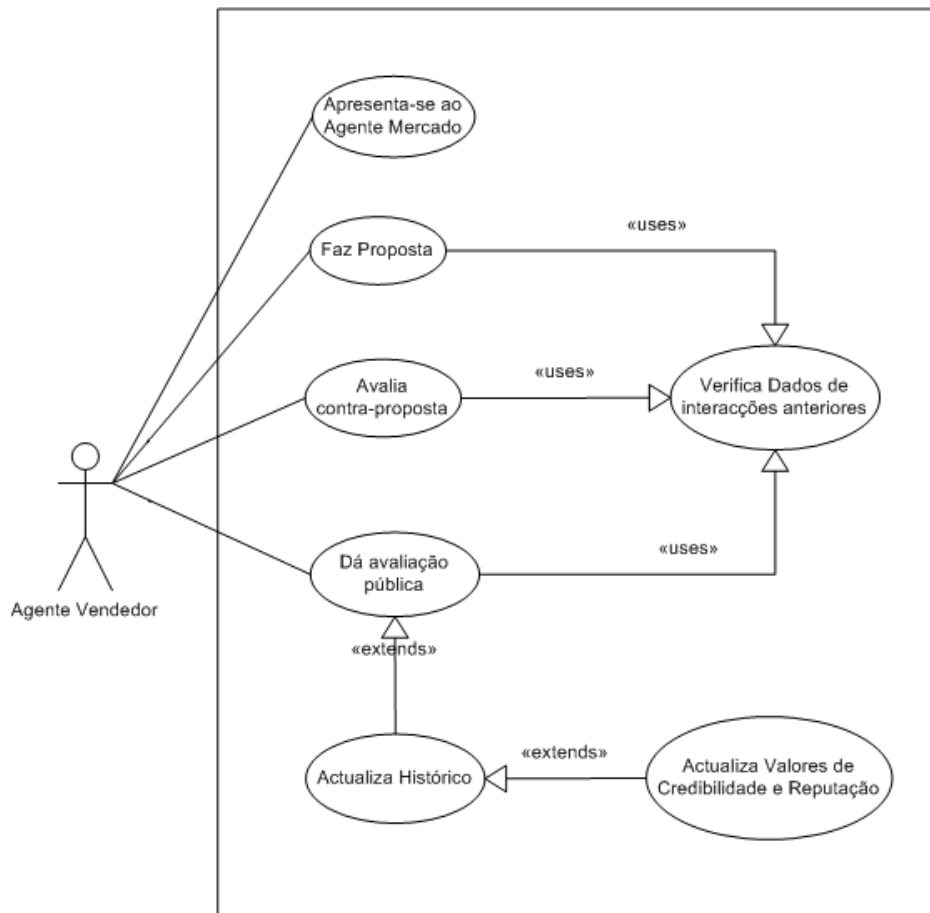 Apresenta-se ao
Agente Mercado
«uses»
Faz Proposta
«uses»
Avalia
contra-proposta
Verifica Dados de
interacções anteriores
«uses»
Dá avaliação
pública
Agente Vendedor
«extends»
«extends»
Actualiza Histórico
Actualiza Valores de
Credibilidade e Reputação